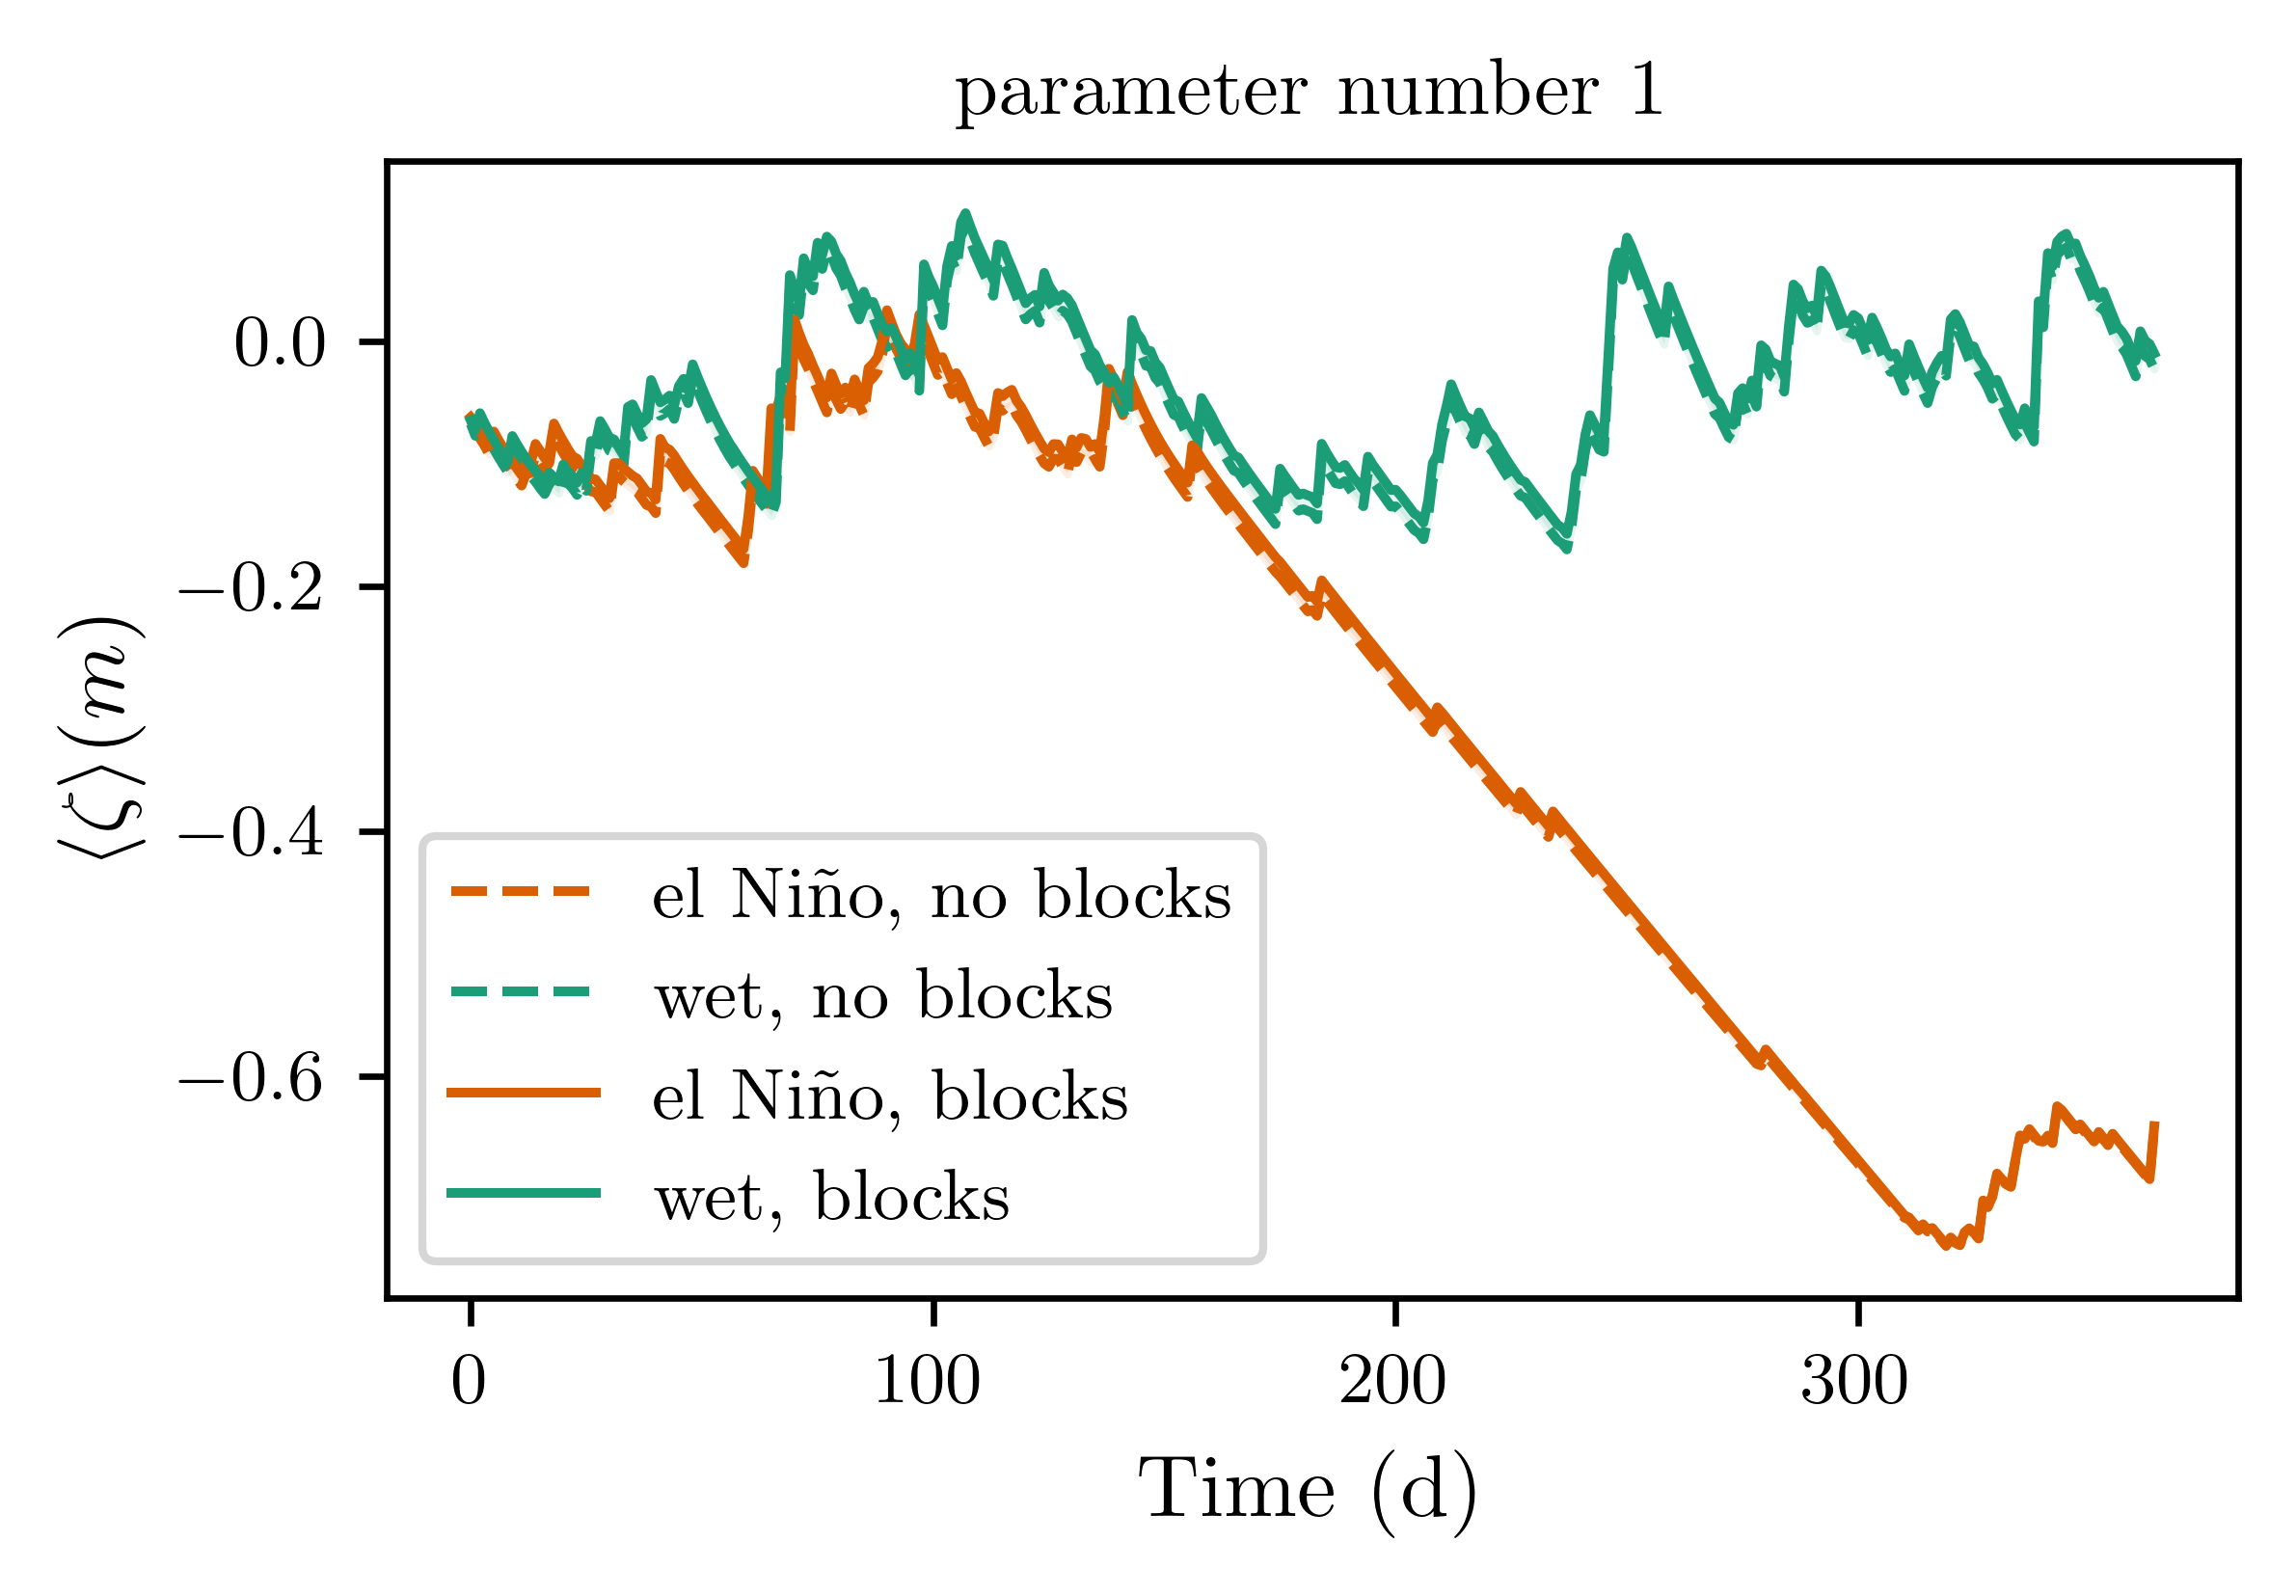 parameter number 1
⟨ζ⟩(m)
0.0
−0.2
−0.4
−0.6
el Niño, no blocks
wet, no blocks
el Niño, blocks
wet, blocks
0 100 200 300
Time (d)